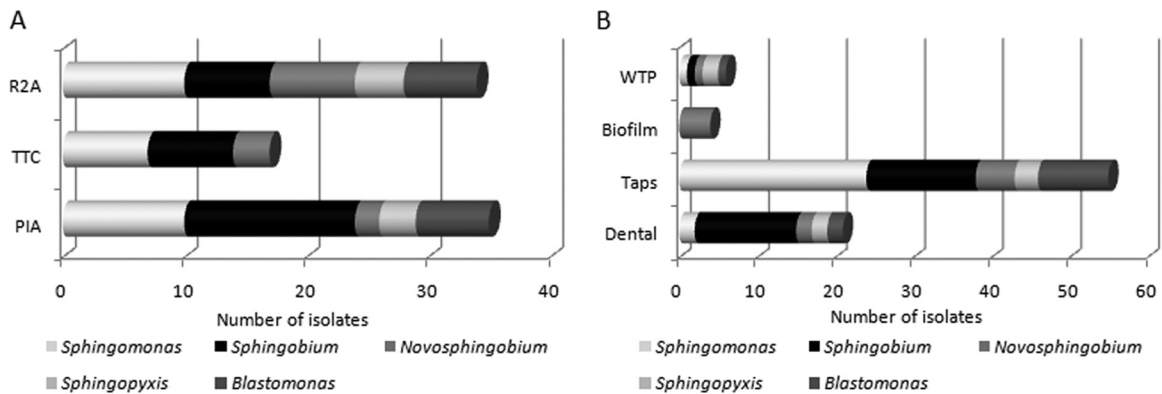 A
R2A
TTC
PIA
0 10 20 30 40
Number of isolates
Sphingomonas Sphingobium Novosphingobium
Sphingopyxis Blastomonas
B
WTP
Biofilm
Taps
Dental
0 10 20 30 40 50 60
Number of isolates
Sphingomonas Sphingobium Novosphingobium
Sphingopyxis Blastomonas